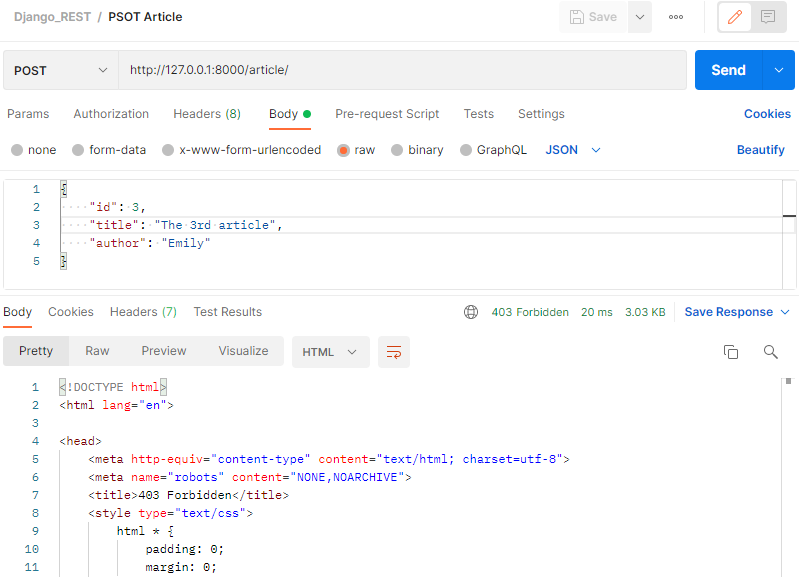 Django_REST / PSOT Article Save
POST http://127.0.0.1:8000/article/ Send
Params Authorization Headers (8) Body Pre-request Script Tests Settings Cookies
none form-data x-www-form-urlencoded raw binary GraphQL JSON Beautify
1 {
2 ····"id":·3,
3 ····"title":·"The·3rd·article",
4 ····"author":·"Emily"
5 }
Body Cookies Headers (7) Test Results 403 Forbidden 20 ms 3.03 KB Save Response
Pretty Raw Preview Visualize HTML
1 <!DOCTYPE html>
2 <html lang="en">
3
4 <head>
5 <meta http-equiv="content-type" content="text/html; charset=utf-8">
6 <meta name="robots" content="NONE,NOARCHIVE">
7 <title>403 Forbidden</title>
8 <style type="text/css">
9 html * {
10 padding: 0;
11 margin: 0;